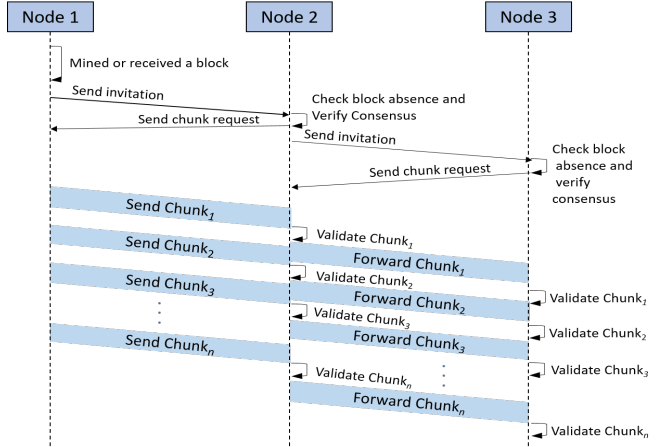 Node 1
Node 2
Node 3
Mined or received a block
Send invitation
Check block absence and
Verify Consensus
Send chunk request
Send invitation
Check block
absence and
verify
consensus
Send chunk request
Send Chunk1
Validate Chunk1
Send Chunk2
Forward Chunk1
Validate Chunk2
Send Chunk3
Forward Chunk2
Validate Chunk1
Validate Chunk3
Validate Chunk2
Send Chunkn
Forward Chunk3
Validate Chunk3
Validate Chunkn
Forward Chunkn
Validate Chunkn